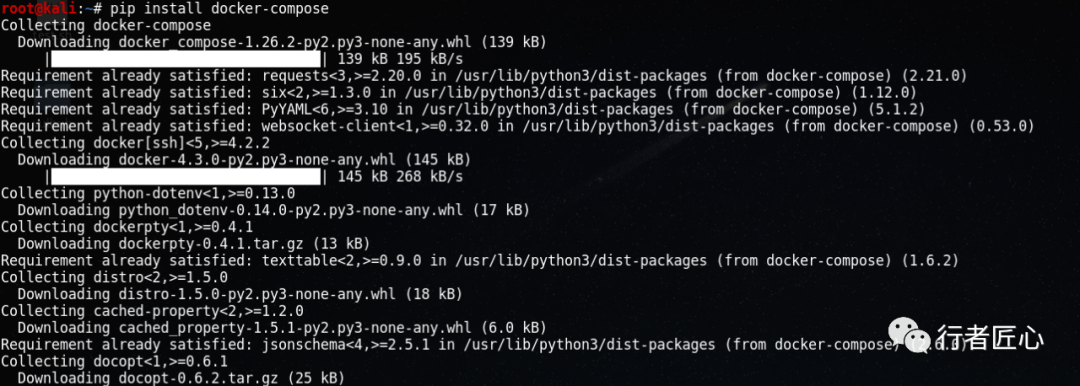 root@kali:~# pip install docker-compose
Collecting docker-compose
  Downloading docker_compose-1.26.2-py2.py3-none-any.whl (139 kB)
     |████████████████████████████████| 139 kB 195 kB/s
Requirement already satisfied: requests<3,>=2.20.0 in /usr/lib/python3/dist-packages (from docker-compose) (2.21.0)
Requirement already satisfied: six<2,>=1.3.0 in /usr/lib/python3/dist-packages (from docker-compose) (1.12.0)
Requirement already satisfied: PyYAML<6,>=3.10 in /usr/lib/python3/dist-packages (from docker-compose) (5.1.2)
Requirement already satisfied: websocket-client<1,>=0.32.0 in /usr/lib/python3/dist-packages (from docker-compose) (0.53.0)
Collecting docker[ssh]<5,>=4.2.2
  Downloading docker-4.3.0-py2.py3-none-any.whl (145 kB)
     |████████████████████████████████| 145 kB 268 kB/s
Collecting python-dotenv<1,>=0.13.0
  Downloading python_dotenv-0.14.0-py2.py3-none-any.whl (17 kB)
Collecting dockerpty<1,>=0.4.1
  Downloading dockerpty-0.4.1.tar.gz (13 kB)
Requirement already satisfied: texttable<2,>=0.9.0 in /usr/lib/python3/dist-packages (from docker-compose) (1.6.2)
Collecting distro<2,>=1.5.0
  Downloading distro-1.5.0-py2.py3-none-any.whl (18 kB)
Collecting cached-property<2,>=1.2.0
  Downloading cached_property-1.5.1-py2.py3-none-any.whl (6.0 kB)
Requirement already satisfied: jsonschema<4,>=2.5.1 in /usr/lib/python3/dist-packages (from docker-compose)
行者匠心
Collecting docopt<1,>=0.6.1
  Downloading docopt-0.6.2.tar.gz (25 kB)